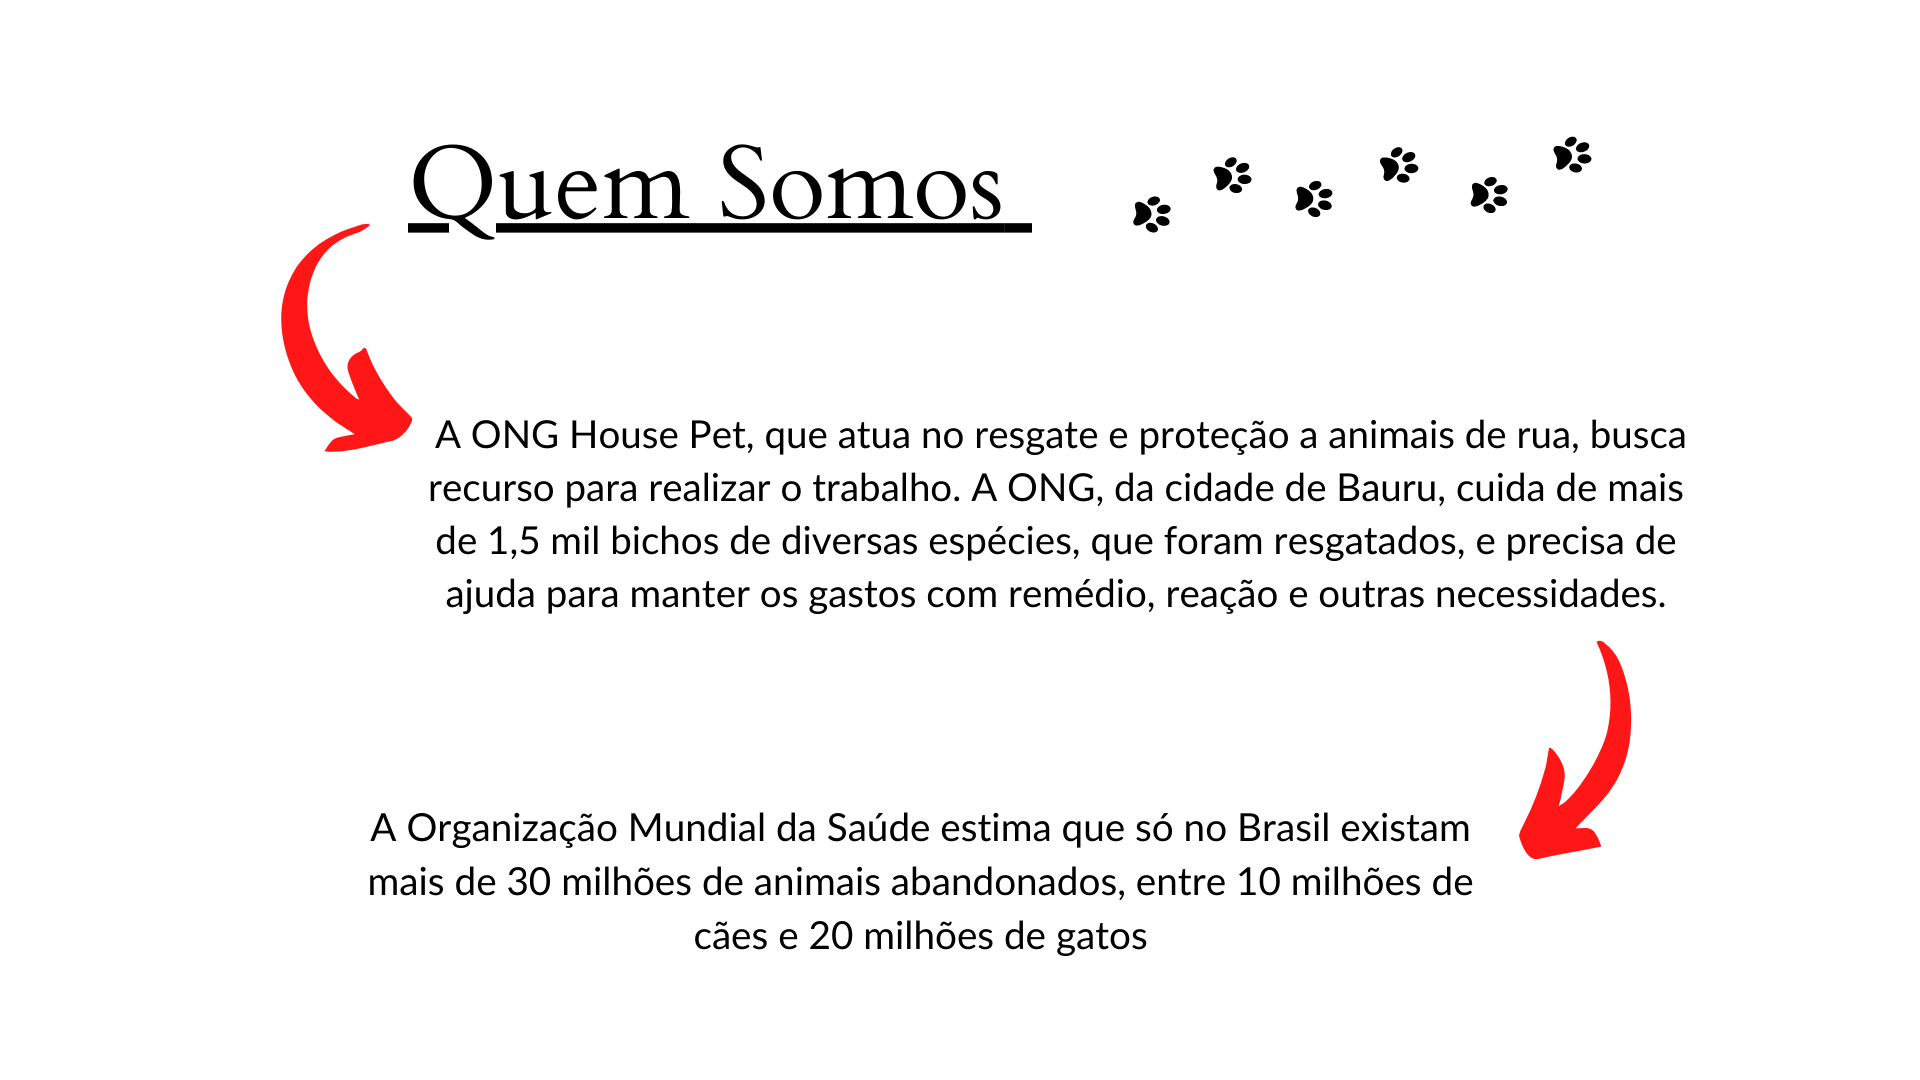 Quem Somos
A ONG House Pet, que atua no resgate e proteção a animais de rua, busca
recurso para realizar o trabalho. A ONG, da cidade de Bauru, cuida de mais
de 1,5 mil bichos de diversas espécies, que foram resgatados, e precisa de
ajuda para manter os gastos com remédio, reação e outras necessidades.
A Organização Mundial da Saúde estima que só no Brasil existam
mais de 30 milhões de animais abandonados, entre 10 milhões de
cães e 20 milhões de gatos